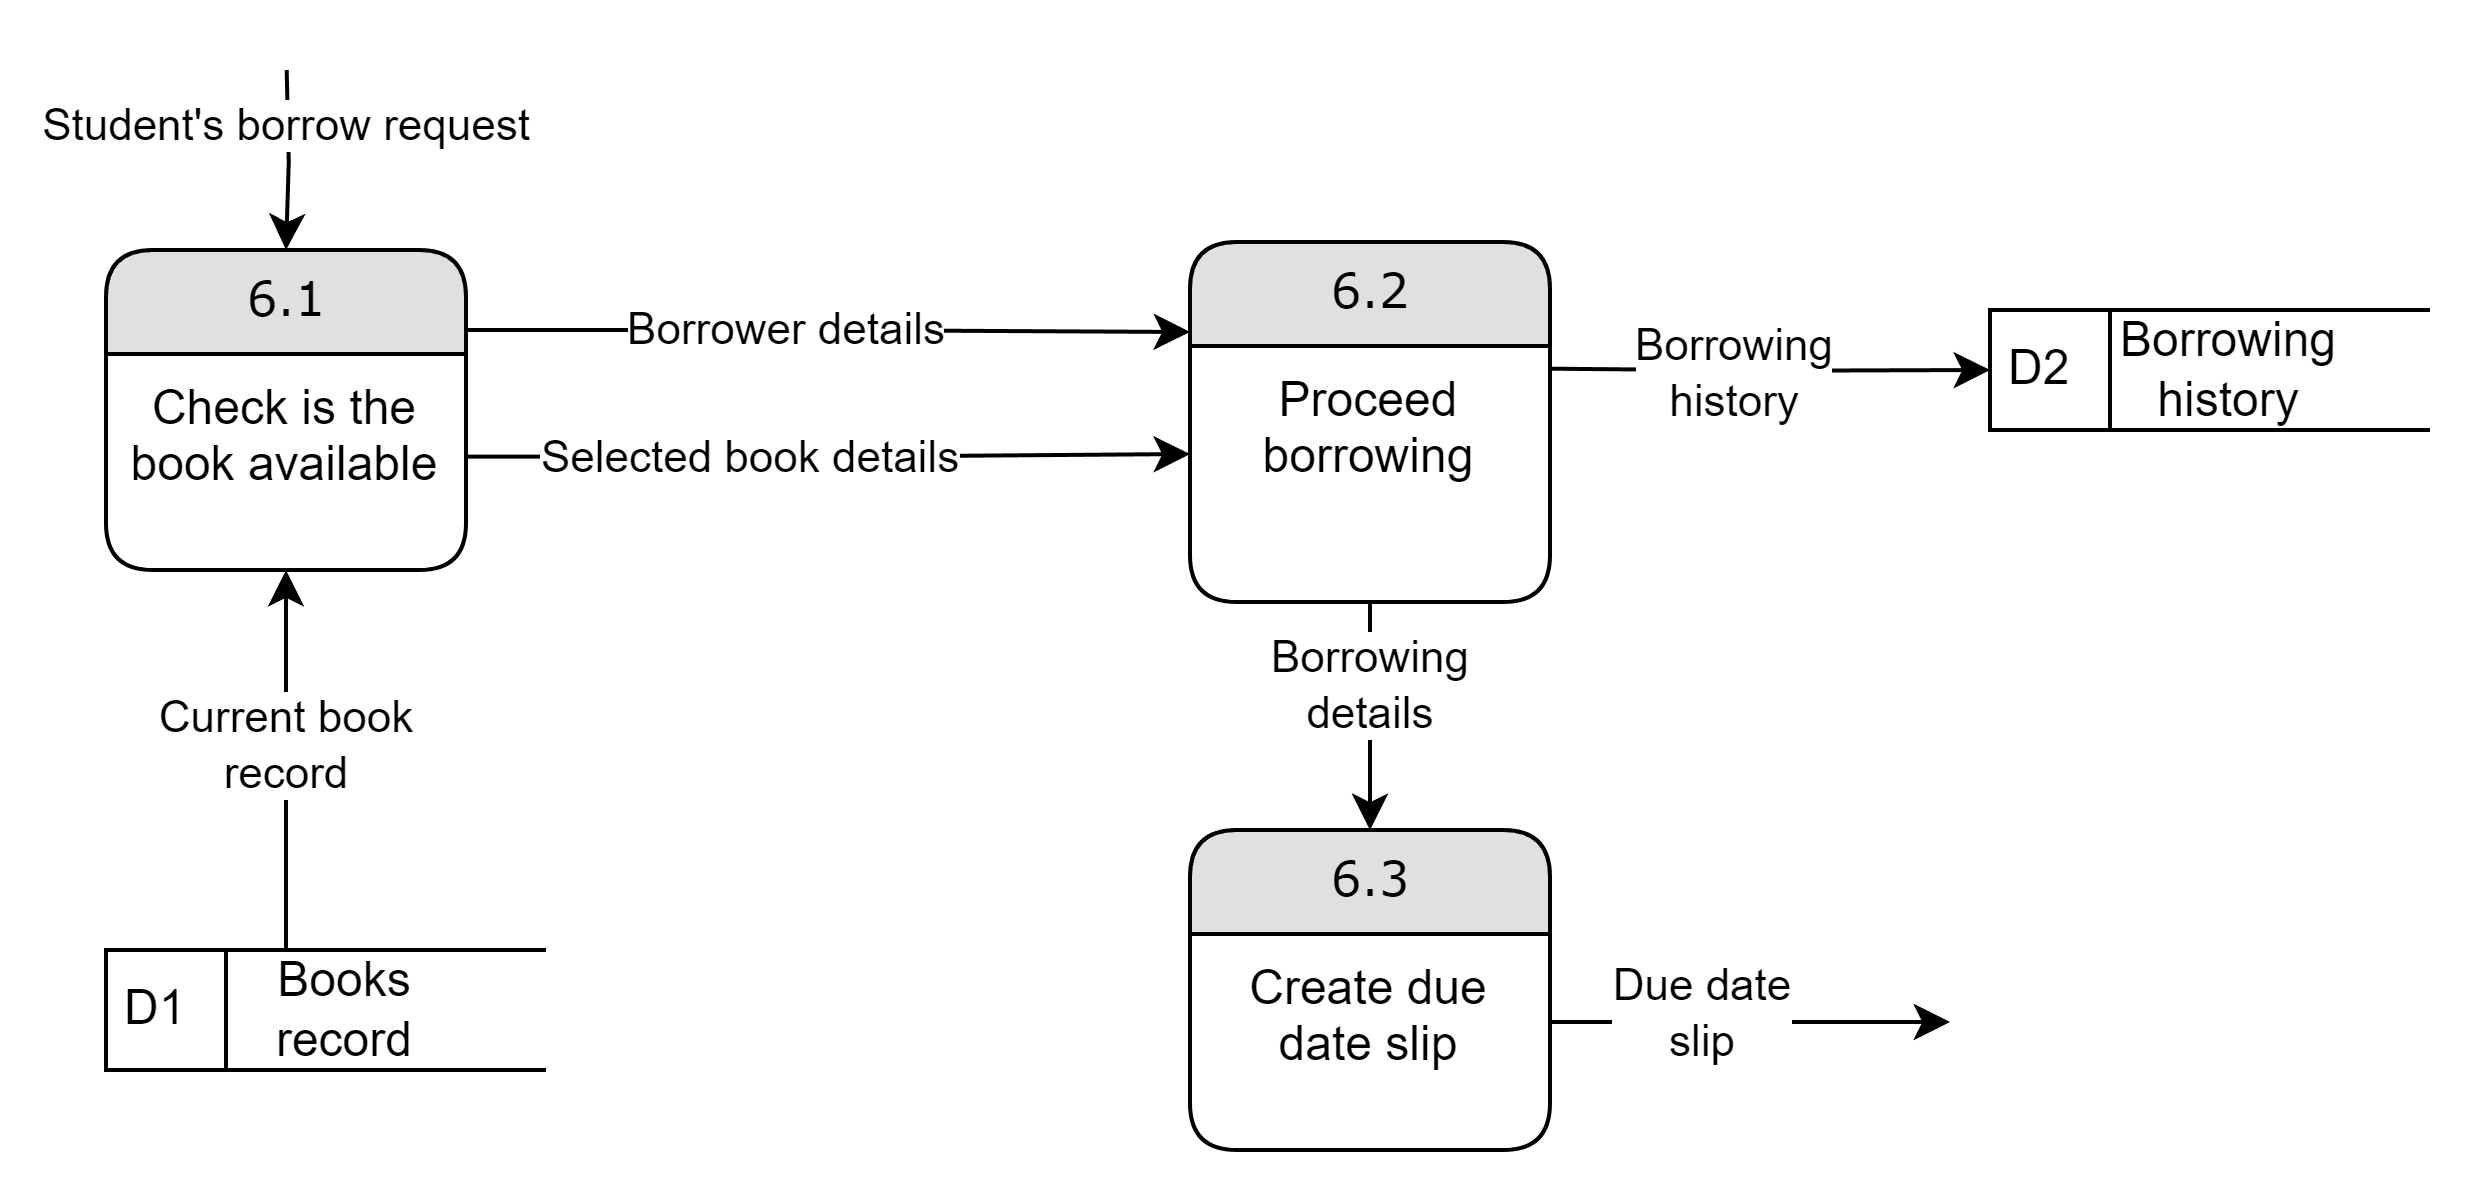 Student's borrow request
6.1
Check is the
book available
Borrower details
Selected book details
6.2
Proceed
borrowing
Borrowing
history
D2
Borrowing
history
Current book
record
Borrowing
details
D1
Books
record
6.3
Create due
date slip
Due date
slip